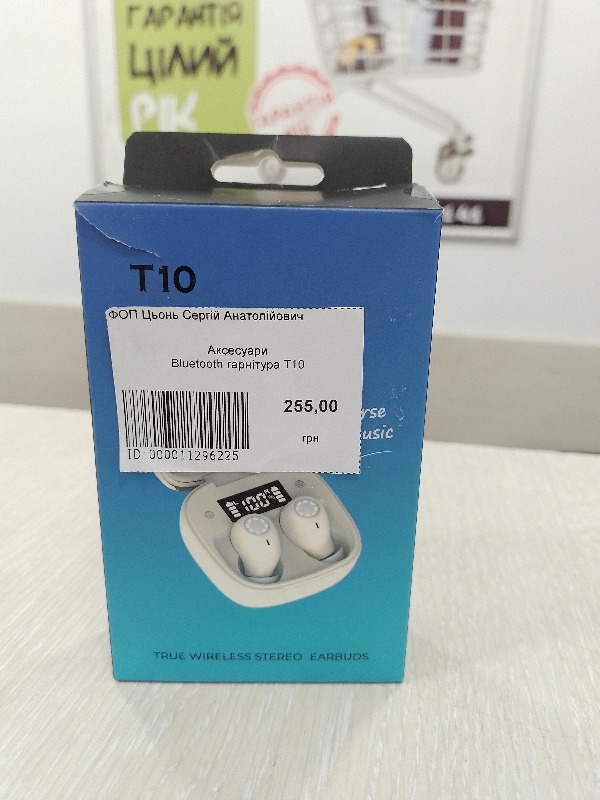 ГАРАНТІЯ
ЦІЛИЙ
РІК
ГАРАНТІЯ
T10
ФОП Цьонь Сергій Анатолійович
Аксесуари
Bluetooth гарнітура T10
255,00
грн
ID 000011296225
rse
usic
100%
TRUE WIRELESS STEREO EARBUDS